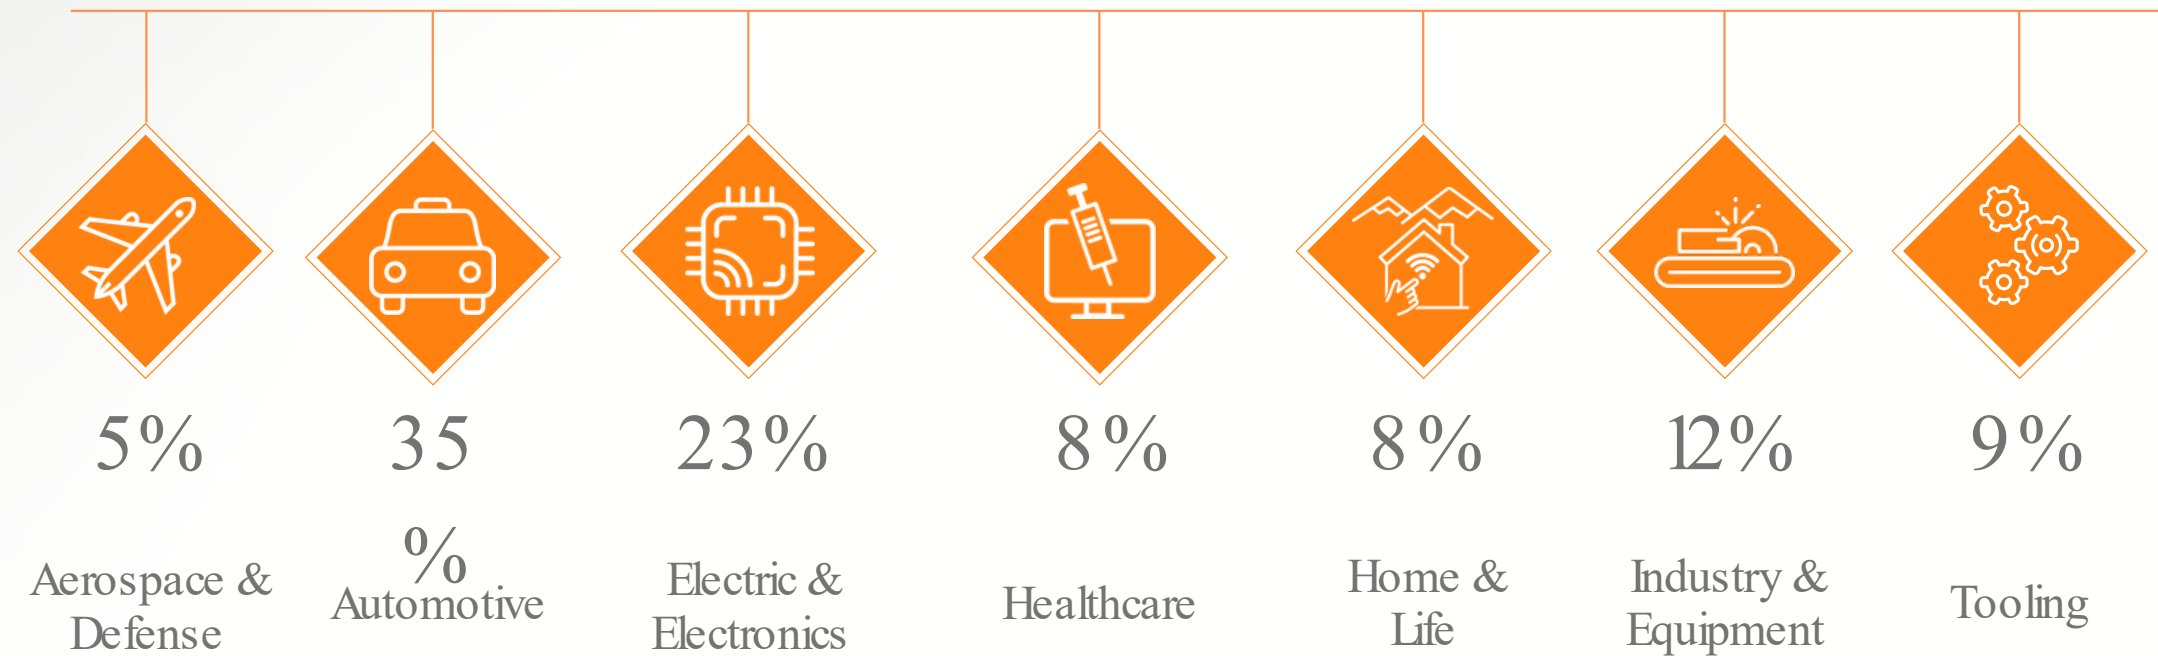 5%
35
%
23%
8%
8%
12%
9%
Aerospace &
Defense
Automotive
Electric &
Electronics
Healthcare
Home &
Life
Industry &
Equipment
Tooling